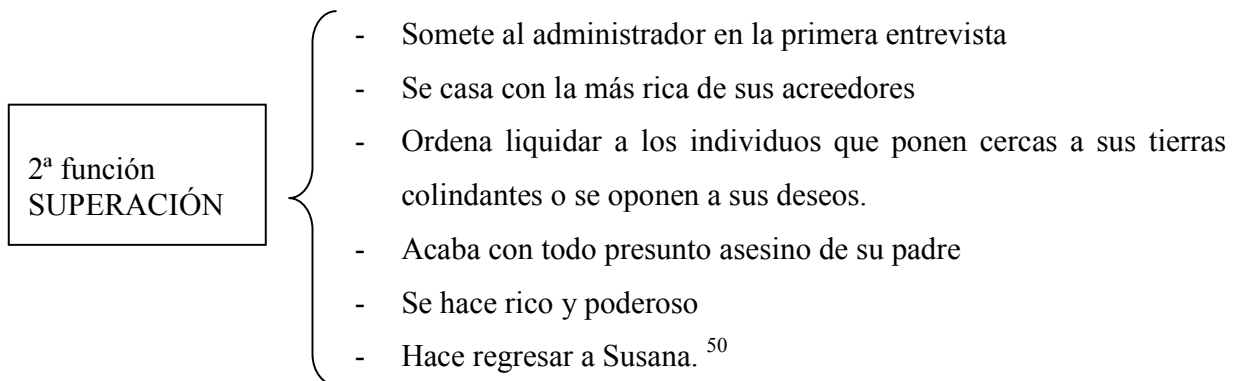 2ª función
SUPERACIÓN
- Somete al administrador en la primera entrevista
- Se casa con la más rica de sus acreedores
- Ordena liquidar a los individuos que ponen cercas a sus tierras
colindantes o se oponen a sus deseos.
- Acaba con todo presunto asesino de su padre
- Se hace rico y poderoso
- Hace regresar a Susana. 50